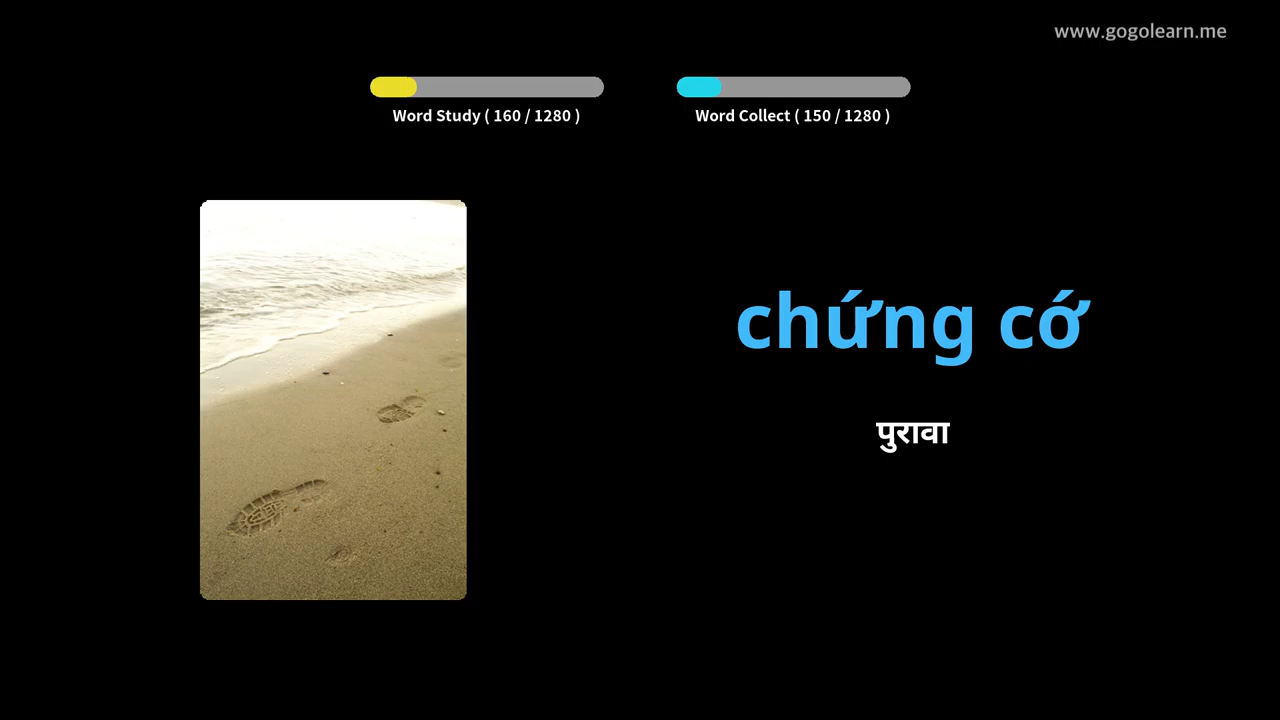 www.gogolearn.me
Word Study ( 160 / 1280 )
Word Collect ( 150 / 1280 )
chứng cớ
पुरावा